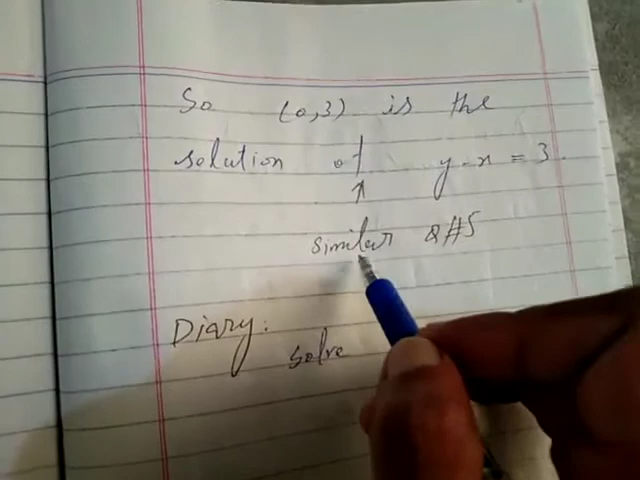 So (0,3) is the
solution of y-x = 3.
↑
similar Q#5
Diary:
solve